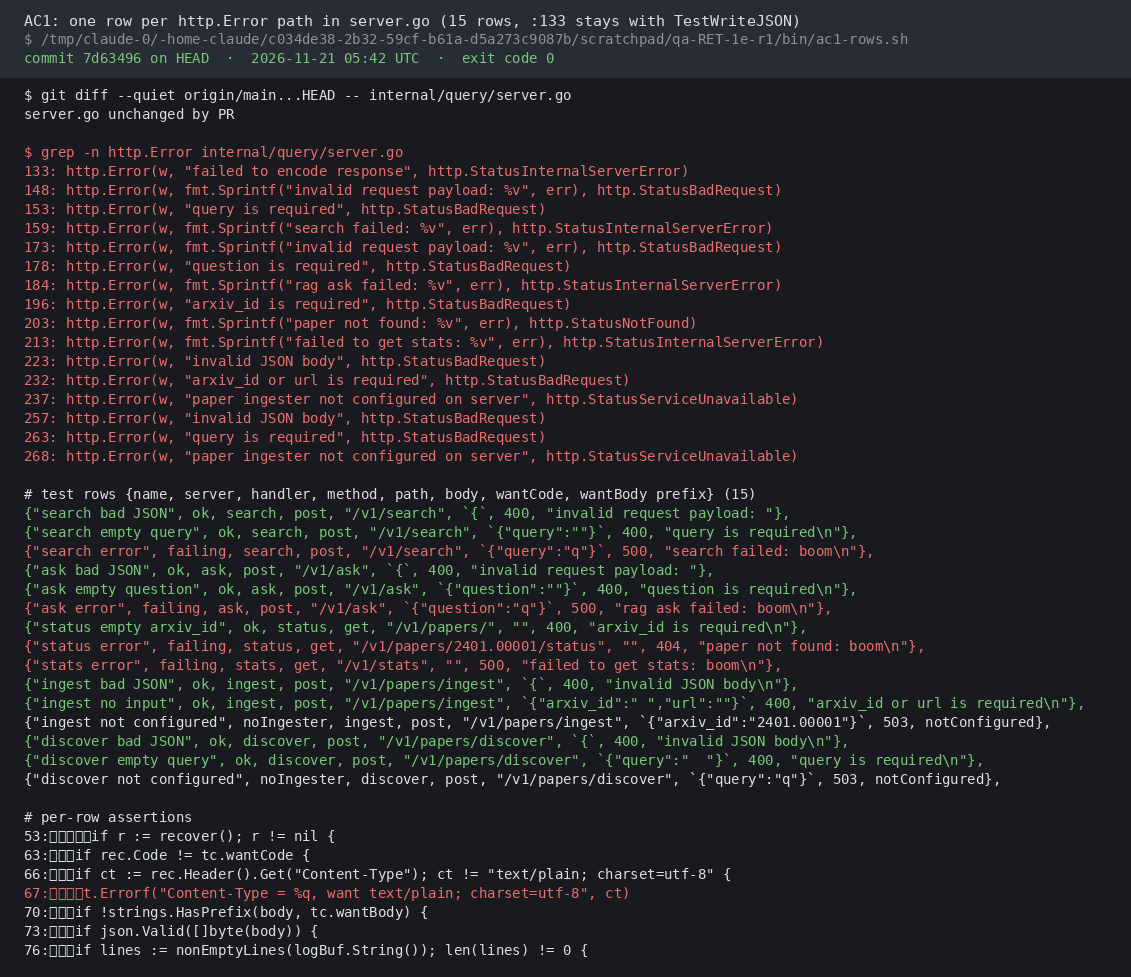 AC1: one row per http.Error path in server.go (15 rows, :133 stays with TestWriteJSON)
$ /tmp/claude-0/-home-claude/c034de38-2b32-59cf-b61a-d5a273c9087b/scratchpad/qa-RET-1e-r1/bin/ac1-rows.sh
commit 7d63496 on HEAD · 2026-11-21 05:42 UTC · exit code 0
$ git diff --quiet origin/main...HEAD -- internal/query/server.go
server.go unchanged by PR
$ grep -n http.Error internal/query/server.go
133: http.Error(w, "failed to encode response", http.StatusInternalServerError)
148: http.Error(w, fmt.Sprintf("invalid request payload: %v", err), http.StatusBadRequest)
153: http.Error(w, "query is required", http.StatusBadRequest)
159: http.Error(w, fmt.Sprintf("search failed: %v", err), http.StatusInternalServerError)
173: http.Error(w, fmt.Sprintf("invalid request payload: %v", err), http.StatusBadRequest)
178: http.Error(w, "question is required", http.StatusBadRequest)
184: http.Error(w, fmt.Sprintf("rag ask failed: %v", err), http.StatusInternalServerError)
196: http.Error(w, "arxiv_id is required", http.StatusBadRequest)
203: http.Error(w, fmt.Sprintf("paper not found: %v", err), http.StatusNotFound)
213: http.Error(w, fmt.Sprintf("failed to get stats: %v", err), http.StatusInternalServerError)
223: http.Error(w, "invalid JSON body", http.StatusBadRequest)
232: http.Error(w, "arxiv_id or url is required", http.StatusBadRequest)
237: http.Error(w, "paper ingester not configured on server", http.StatusServiceUnavailable)
257: http.Error(w, "invalid JSON body", http.StatusBadRequest)
263: http.Error(w, "query is required", http.StatusBadRequest)
268: http.Error(w, "paper ingester not configured on server", http.StatusServiceUnavailable)
# test rows {name, server, handler, method, path, body, wantCode, wantBody prefix} (15)
{"search bad JSON", ok, search, post, "/v1/search", `{`, 400, "invalid request payload: "},
{"search empty query", ok, search, post, "/v1/search", `{"query":""}`, 400, "query is required\n"},
{"search error", failing, search, post, "/v1/search", `{"query":"q"}`, 500, "search failed: boom\n"},
{"ask bad JSON", ok, ask, post, "/v1/ask", `{`, 400, "invalid request payload: "},
{"ask empty question", ok, ask, post, "/v1/ask", `{"question":""}`, 400, "question is required\n"},
{"ask error", failing, ask, post, "/v1/ask", `{"question":"q"}`, 500, "rag ask failed: boom\n"},
{"status empty arxiv_id", ok, status, get, "/v1/papers/", "", 400, "arxiv_id is required\n"},
{"status error", failing, status, get, "/v1/papers/2401.00001/status", "", 404, "paper not found: boom\n"},
{"stats error", failing, stats, get, "/v1/stats", "", 500, "failed to get stats: boom\n"},
{"ingest bad JSON", ok, ingest, post, "/v1/papers/ingest", `{`, 400, "invalid JSON body\n"},
{"ingest no input", ok, ingest, post, "/v1/papers/ingest", `{"arxiv_id":" ","url":""}`, 400, "arxiv_id or url is required\n"},
{"ingest not configured", noIngester, ingest, post, "/v1/papers/ingest", `{"arxiv_id":"2401.00001"}`, 503, notConfigured},
{"discover bad JSON", ok, discover, post, "/v1/papers/discover", `{`, 400, "invalid JSON body\n"},
{"discover empty query", ok, discover, post, "/v1/papers/discover", `{"query":"  "}`, 400, "query is required\n"},
{"discover not configured", noIngester, discover, post, "/v1/papers/discover", `{"query":"q"}`, 503, notConfigured},
# per-row assertions
53:▯▯▯▯▯if r := recover(); r != nil {
63:▯▯▯if rec.Code != tc.wantCode {
66:▯▯▯if ct := rec.Header().Get("Content-Type"); ct != "text/plain; charset=utf-8" {
67:▯▯▯▯t.Errorf("Content-Type = %q, want text/plain; charset=utf-8", ct)
70:▯▯▯if !strings.HasPrefix(body, tc.wantBody) {
73:▯▯▯if json.Valid([]byte(body)) {
76:▯▯▯if lines := nonEmptyLines(logBuf.String()); len(lines) != 0 {